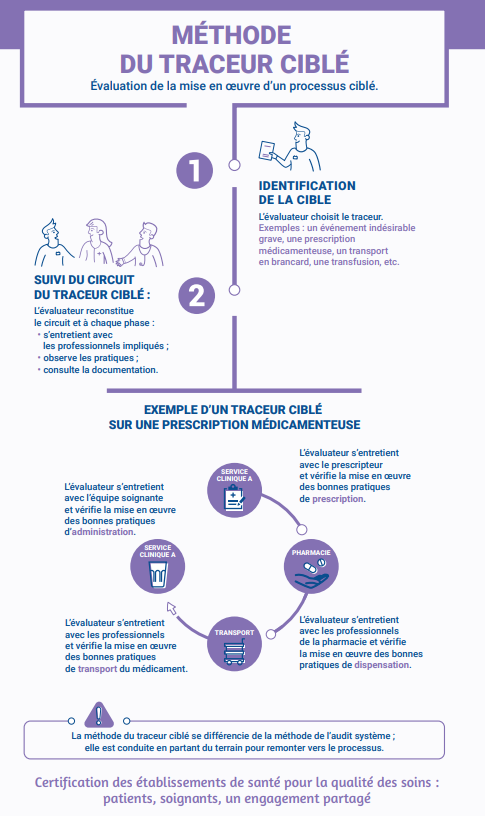 MÉTHODE
DU TRACEUR CIBLÉ
Évaluation de la mise en œuvre d'un processus ciblé.
1
IDENTIFICATION
DE LA CIBLE
L'évaluateur choisit le traceur.
Exemples : un événement indésirable
grave, une prescription
médicamenteuse, un transport
en brancard, une transfusion, etc.
SUIVI DU CIRCUIT
DU TRACEUR CIBLÉ :
2
L'évaluateur reconstitue
le circuit et à chaque phase :
• s'entretient avec
les professionnels impliqués ;
• observe les pratiques ;
• consulte la documentation.
EXEMPLE D'UN TRACEUR CIBLÉ
SUR UNE PRESCRIPTION MÉDICAMENTEUSE
SERVICE
CLINIQUE A
L'évaluateur s'entretient
avec le prescripteur
et vérifie la mise en œuvre
des bonnes pratiques
de prescription.
L'évaluateur s'entretient
avec l'équipe soignante
et vérifie la mise en œuvre
des bonnes pratiques
d'administration.
SERVICE
CLINIQUE A
PHARMACIE
L'évaluateur s'entretient
avec les professionnels
et vérifie la mise en œuvre
des bonnes pratiques
de transport du médicament.
TRANSPORT
L'évaluateur s'entretient
avec les professionnels
de la pharmacie et vérifie
la mise en œuvre des bonnes
pratiques de dispensation.
La méthode du traceur ciblé se différencie de la méthode de l'audit système ;
elle est conduite en partant du terrain pour remonter vers le processus.
Certification des établissements de santé pour la qualité des soins :
patients, soignants, un engagement partagé